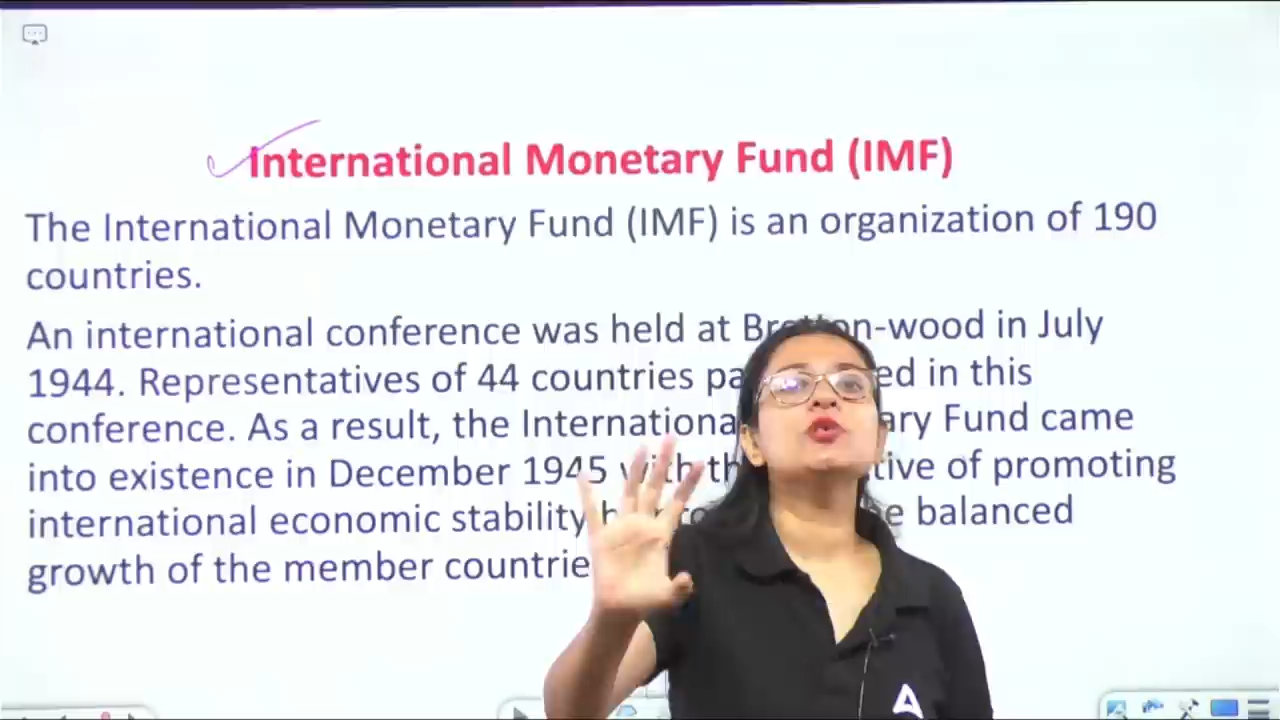 International Monetary Fund (IMF)
The International Monetary Fund (IMF) is an organization of 190
countries.
An international conference was held at -wood in July
1944. Representatives of 44 countries in this
conference. As a result, the Fund came
into existence in December 1945 of promoting
international economic stability balanced
growth of the member